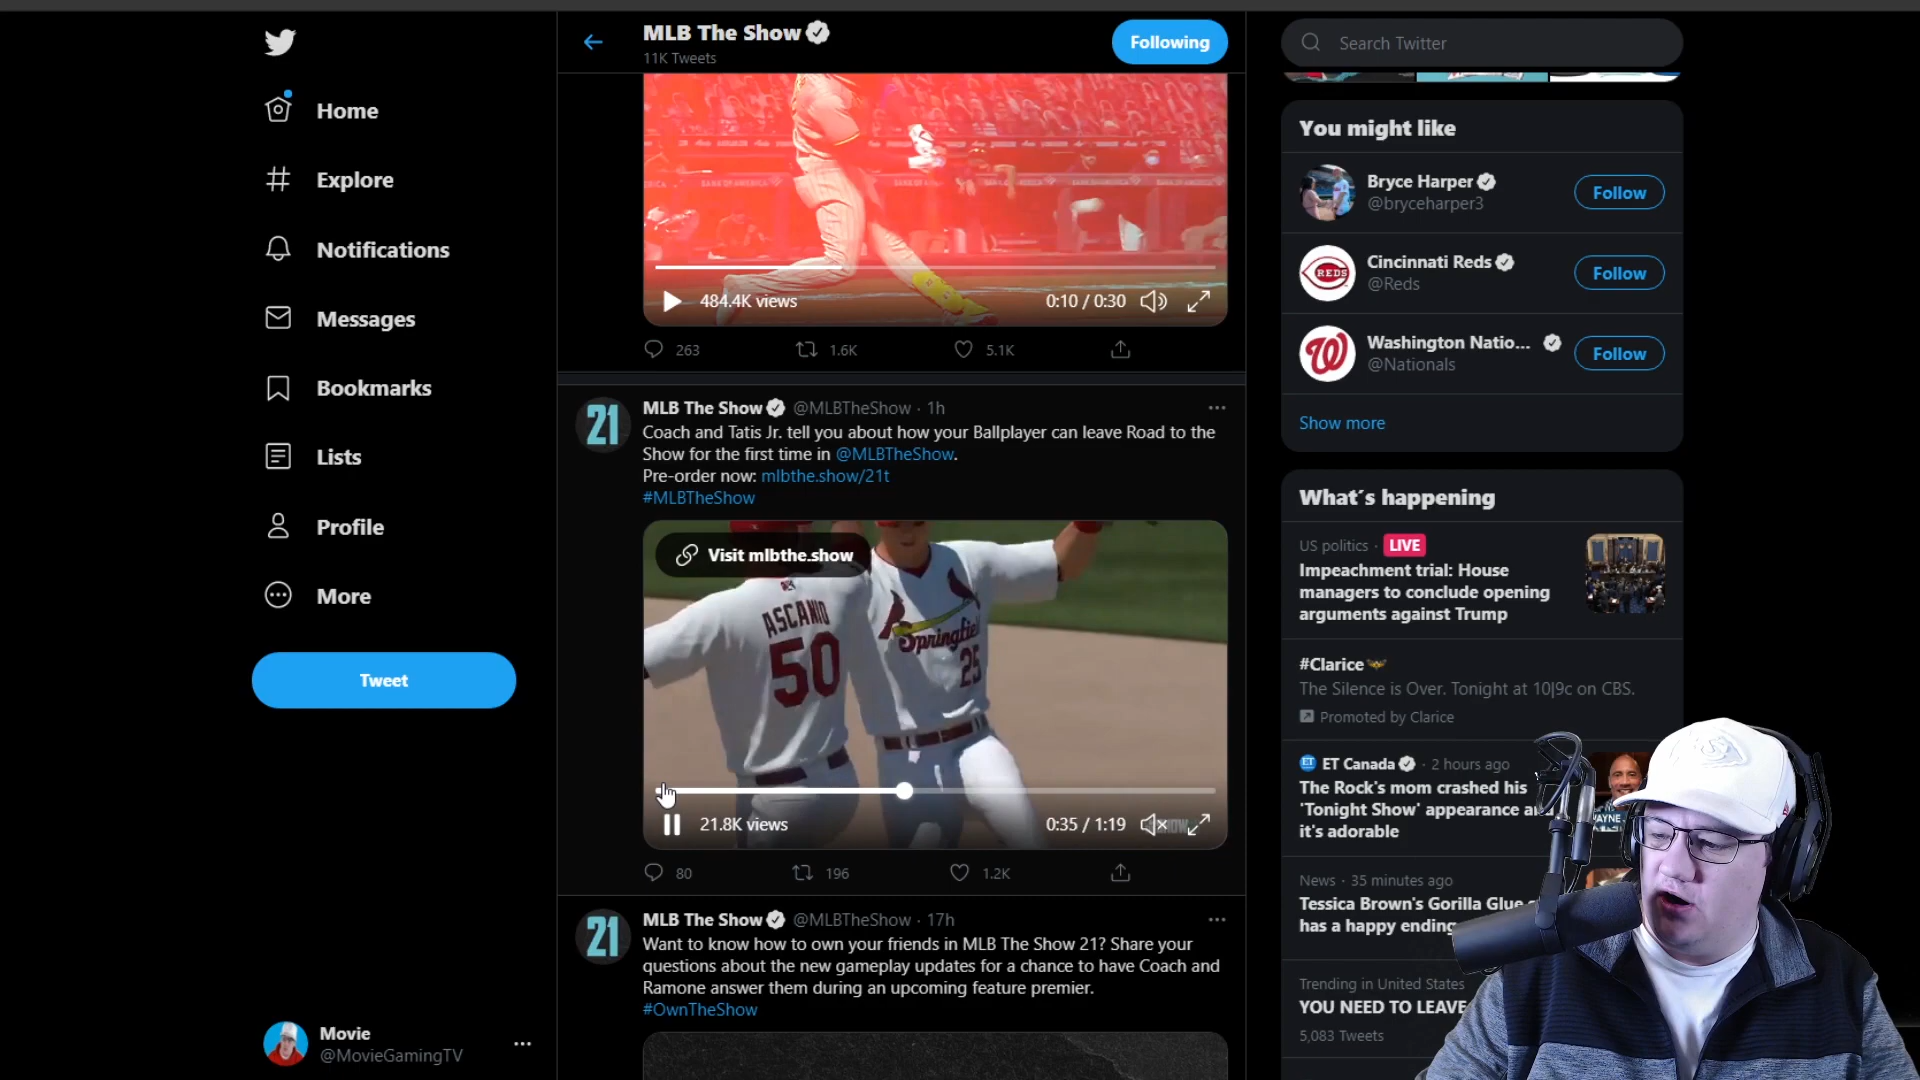 Home
Explore
Notifications
Messages
Bookmarks
Lists
Profile
More
Tweet
Movie
@MovieGamingTV
MLB The Show
11K Tweets
Following
BANK OF AMERICA
484.4K views
0:10 / 0:30
263
1.6K
5.1K
21
MLB The Show @MLBTheShow · 1h
Coach and Tatis Jr. tell you about how your Ballplayer can leave Road to the
Show for the first time in @MLBTheShow.
Pre-order now: mlbthe.show/21t
#MLBTheShow
Visit mlbthe.show
ASCANIO
50
Springfield
25
21.8K views
0:35 / 1:19
80
196
1.2K
21
MLB The Show @MLBTheShow · 17h
Want to know how to own your friends in MLB The Show 21? Share your
questions about the new gameplay updates for a chance to have Coach and
Ramone answer them during an upcoming feature premier.
#OwnTheShow
Search Twitter
You might like
Bryce Harper
@bryceharper3
Follow
REDS
Cincinnati Reds
@Reds
Follow
W
Washington Natio...
@Nationals
Follow
Show more
What's happening
US politics · LIVE
Impeachment trial: House
managers to conclude opening
arguments against Trump
#Clarice
The Silence is Over. Tonight at 10|9c on CBS.
Promoted by Clarice
ET
ET Canada · 2 hours ago
The Rock's mom crashed his
'Tonight Show' appearance
it's adorable
News · 35 minutes ago
Tessica Brown's Gorilla Glue
has a happy ending
Trending in United States
YOU NEED TO LEAVE
5,083 Tweets